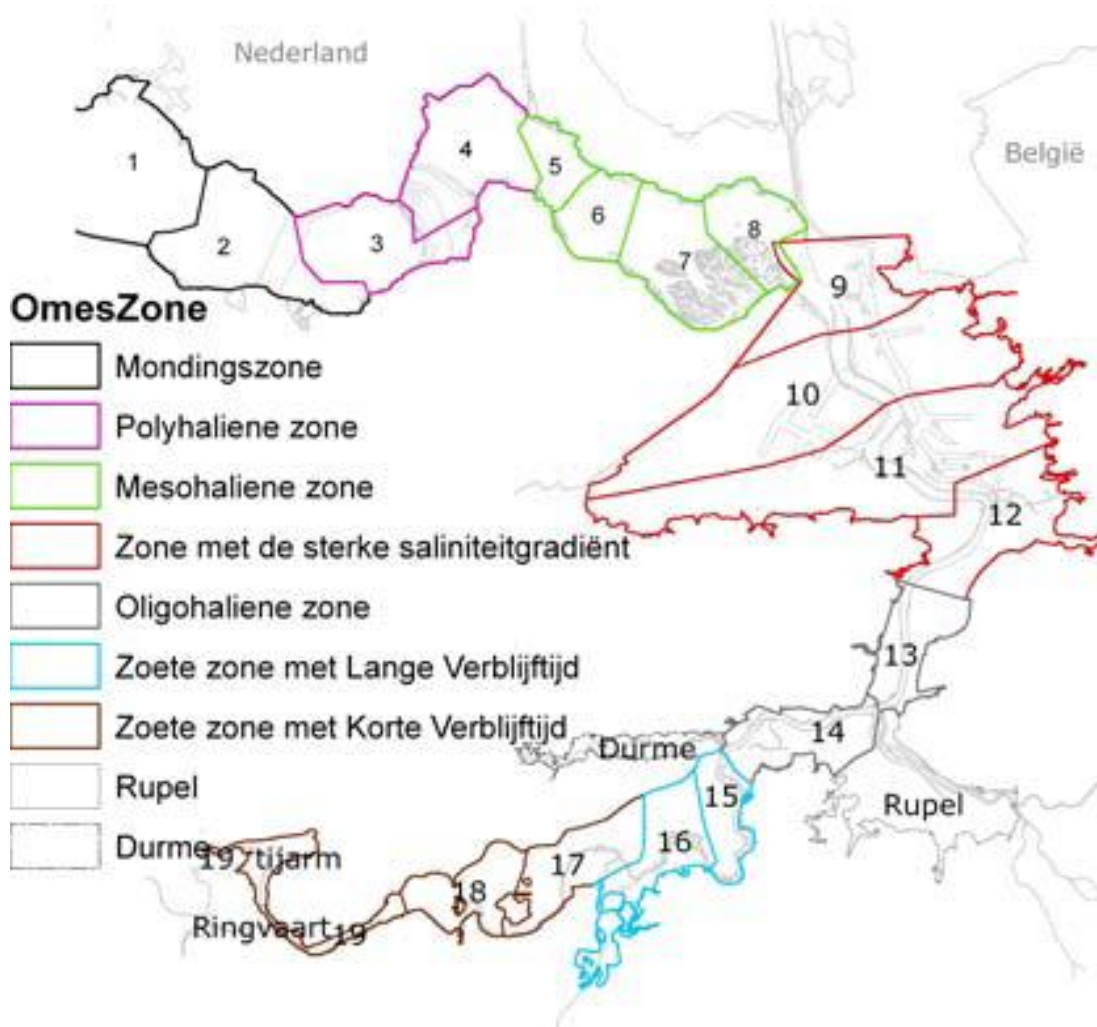 Nederland
België
1
2
3
4
5
6
7
8
9
10
11
12
13
14
15
16
17
18
19
OmesZone
Mondingszone
Polyhaliene zone
Mesohaliene zone
Zone met de sterke saliniteitgradiënt
Oligohaliene zone
Zoete zone met Lange Verblijftijd
Zoete zone met Korte Verblijftijd
Rupel
Durme
Durme
Rupel
19/tijarm
Ringvaart